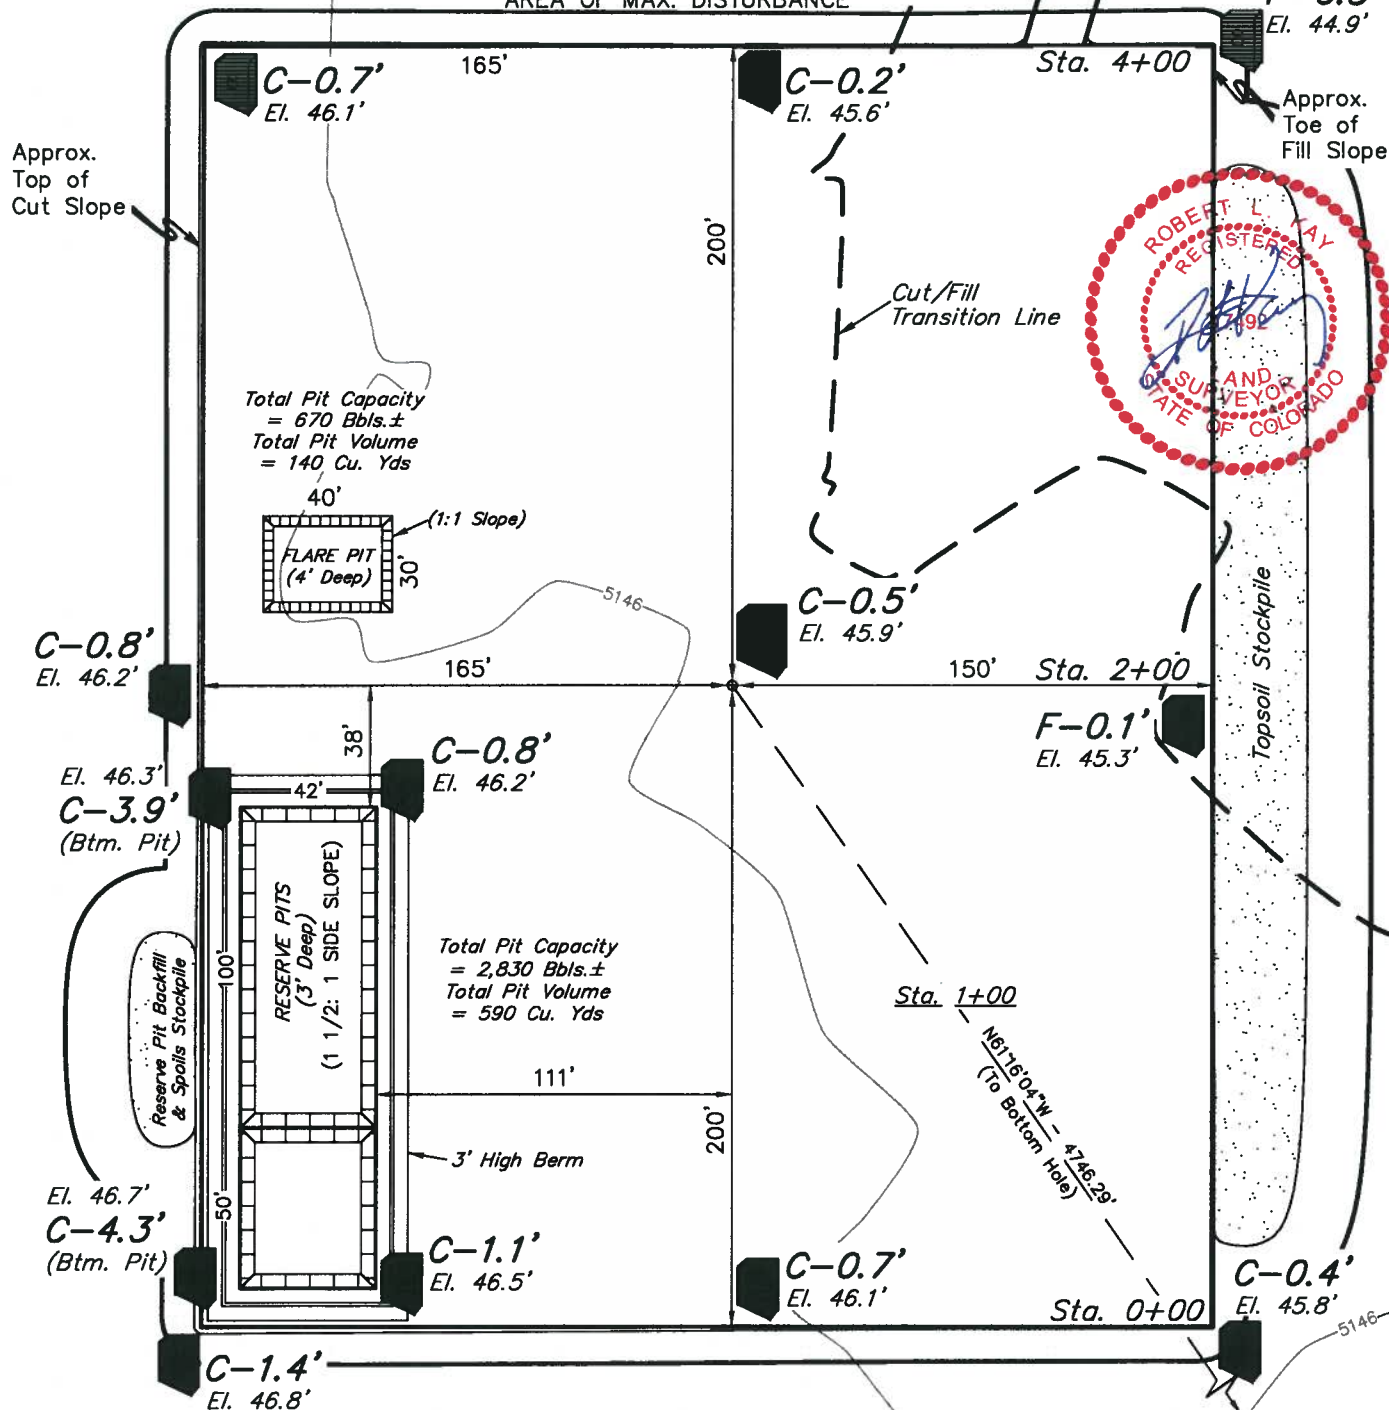 AREA OF MAX. DISTURBANCE
El. 44.9'
C-0.7'
El. 46.1'
165'
C-0.2'
El. 45.6'
Sta. 4+00
Approx.
Toe of
Fill Slope
Approx.
Top of
Cut Slope
200'
ROBERT L. KAY
REGISTERED
LAND
SURVEYOR
STATE OF COLORADO
Cut/Fill
Transition Line
Total Pit Capacity
= 670 Bbls.±
Total Pit Volume
= 140 Cu. Yds
40'
(1:1 Slope)
FLARE PIT
(4' Deep)
30'
5146
C-0.5'
El. 45.9'
Topsoil Stockpile
C-0.8'
El. 46.2'
165'
150'
Sta. 2+00
F-0.1'
El. 45.3'
38'
C-0.8'
El. 46.2'
El. 46.3'
C-3.9'
(Btm. Pit)
42'
RESERVE PITS
(3' Deep)
(1 1/2: 1 SIDE SLOPE)
100'
Reserve Pit Backfill
& Spoils Stockpile
Total Pit Capacity
= 2,830 Bbls.±
Total Pit Volume
= 590 Cu. Yds
Sta. 1+00
N61°16'04"W - 4746.29'
(To Bottom Hole)
111'
200'
3' High Berm
50'
El. 46.7'
C-4.3'
(Btm. Pit)
C-1.1'
El. 46.5'
C-0.7'
El. 46.1'
Sta. 0+00
C-0.4'
El. 45.8'
5146
C-1.4'
El. 46.8'